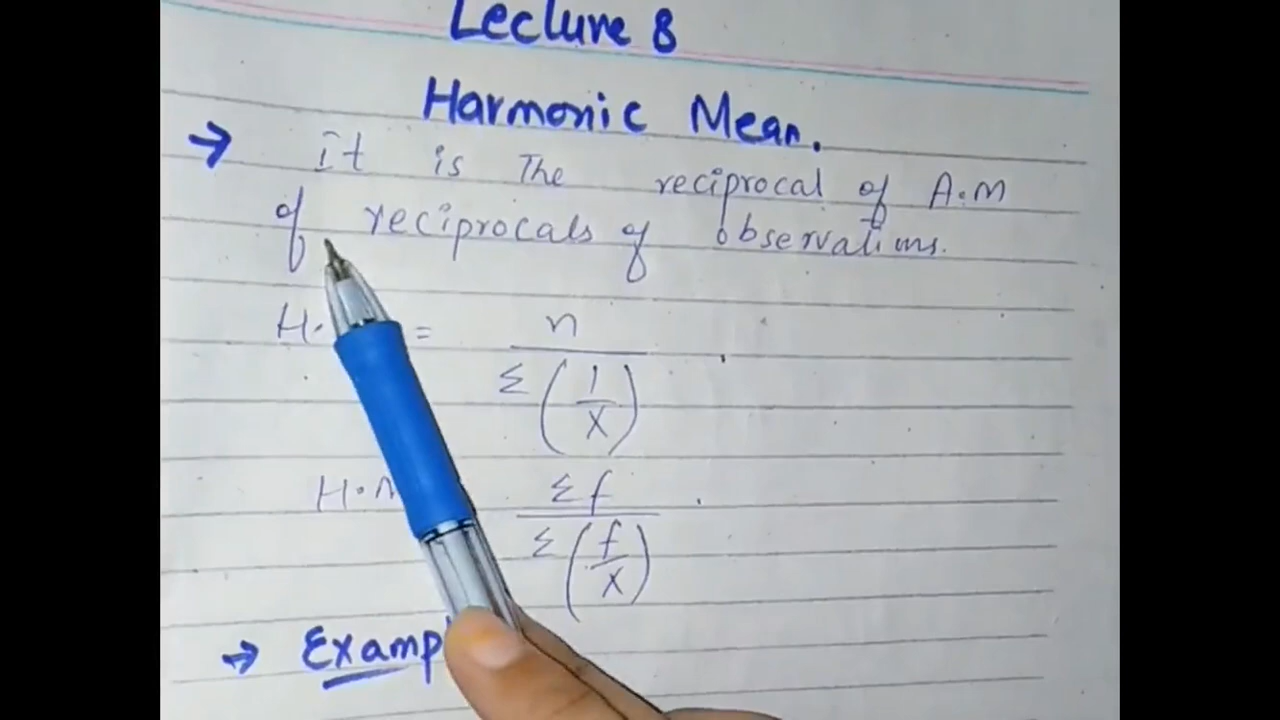 Lecture 8
Harmonic Mean.
→ It is The reciprocal of A.M
of reciprocals of observations.
H. = n / Σ (1/X)
H.M Σf / Σ (f/X)
→ Examp